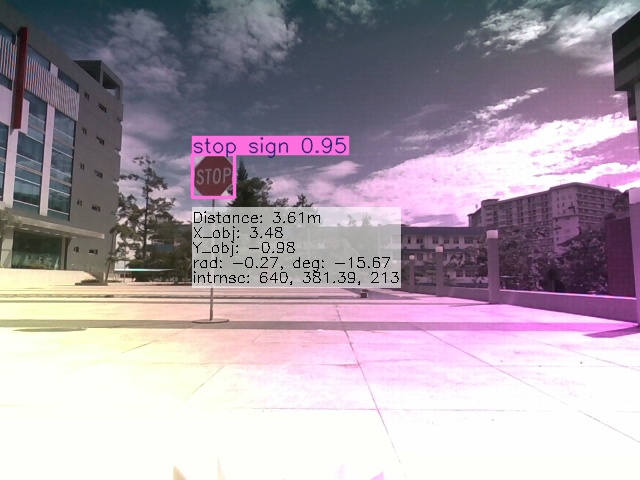 stop sign 0.95
STOP
Distance: 3.61m
X_obj: 3.48
Y_obj: -0.98
rad: -0.27, deg: -15.67
intrnsc: 640, 381.39, 213